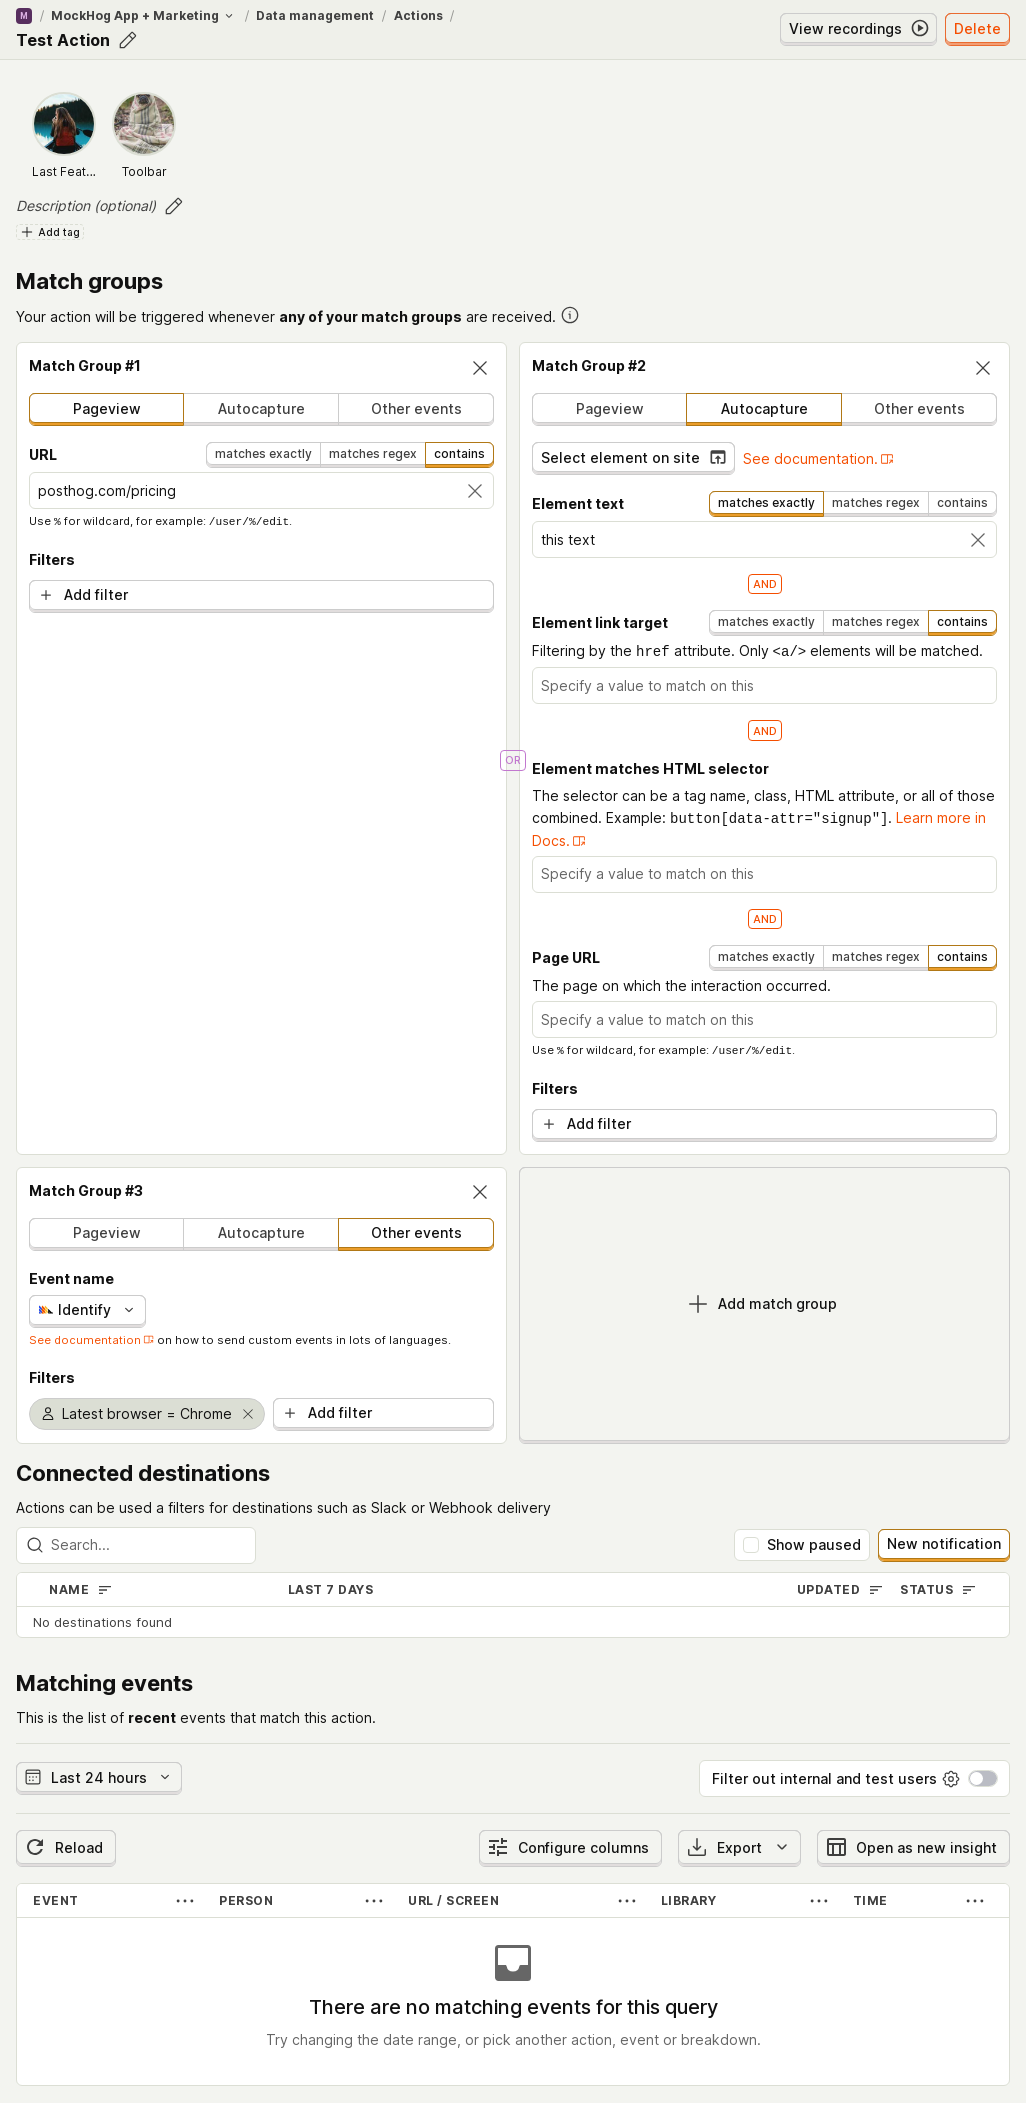 M / MockHog App + Marketing / Data management / Actions /
Test Action
View recordings
Delete
Last Feat...
Toolbar
Description (optional)
Add tag
Match groups
Your action will be triggered whenever any of your match groups are received.
Match Group #1
Pageview Autocapture Other events
URL matches exactly matches regex contains
posthog.com/pricing
Use % for wildcard, for example: /user/%/edit.
Filters
Add filter
OR
Match Group #2
Pageview Autocapture Other events
Select element on site See documentation.
Element text matches exactly matches regex contains
this text
AND
Element link target matches exactly matches regex contains
Filtering by the href attribute. Only <a/> elements will be matched.
Specify a value to match on this
AND
Element matches HTML selector
The selector can be a tag name, class, HTML attribute, or all of those
combined. Example: button[data-attr="signup"]. Learn more in
Docs.
Specify a value to match on this
AND
Page URL matches exactly matches regex contains
The page on which the interaction occurred.
Specify a value to match on this
Use % for wildcard, for example: /user/%/edit.
Filters
Add filter
Match Group #3
Pageview Autocapture Other events
Event name
Identify
See documentation on how to send custom events in lots of languages.
Filters
Latest browser = Chrome Add filter
Add match group
Connected destinations
Actions can be used a filters for destinations such as Slack or Webhook delivery
Search... Show paused New notification
NAME LAST 7 DAYS UPDATED STATUS
No destinations found
Matching events
This is the list of recent events that match this action.
Last 24 hours Filter out internal and test users
Reload Configure columns Export Open as new insight
EVENT PERSON URL / SCREEN LIBRARY TIME
There are no matching events for this query
Try changing the date range, or pick another action, event or breakdown.